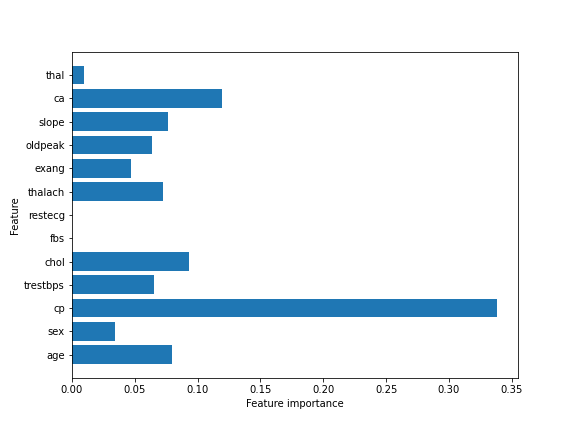 thal
ca
slope
oldpeak
exang
thalach
restecg
fbs
chol
trestbps
cp
sex
age
Feature
0.00 0.05 0.10 0.15 0.20 0.25 0.30 0.35
Feature importance